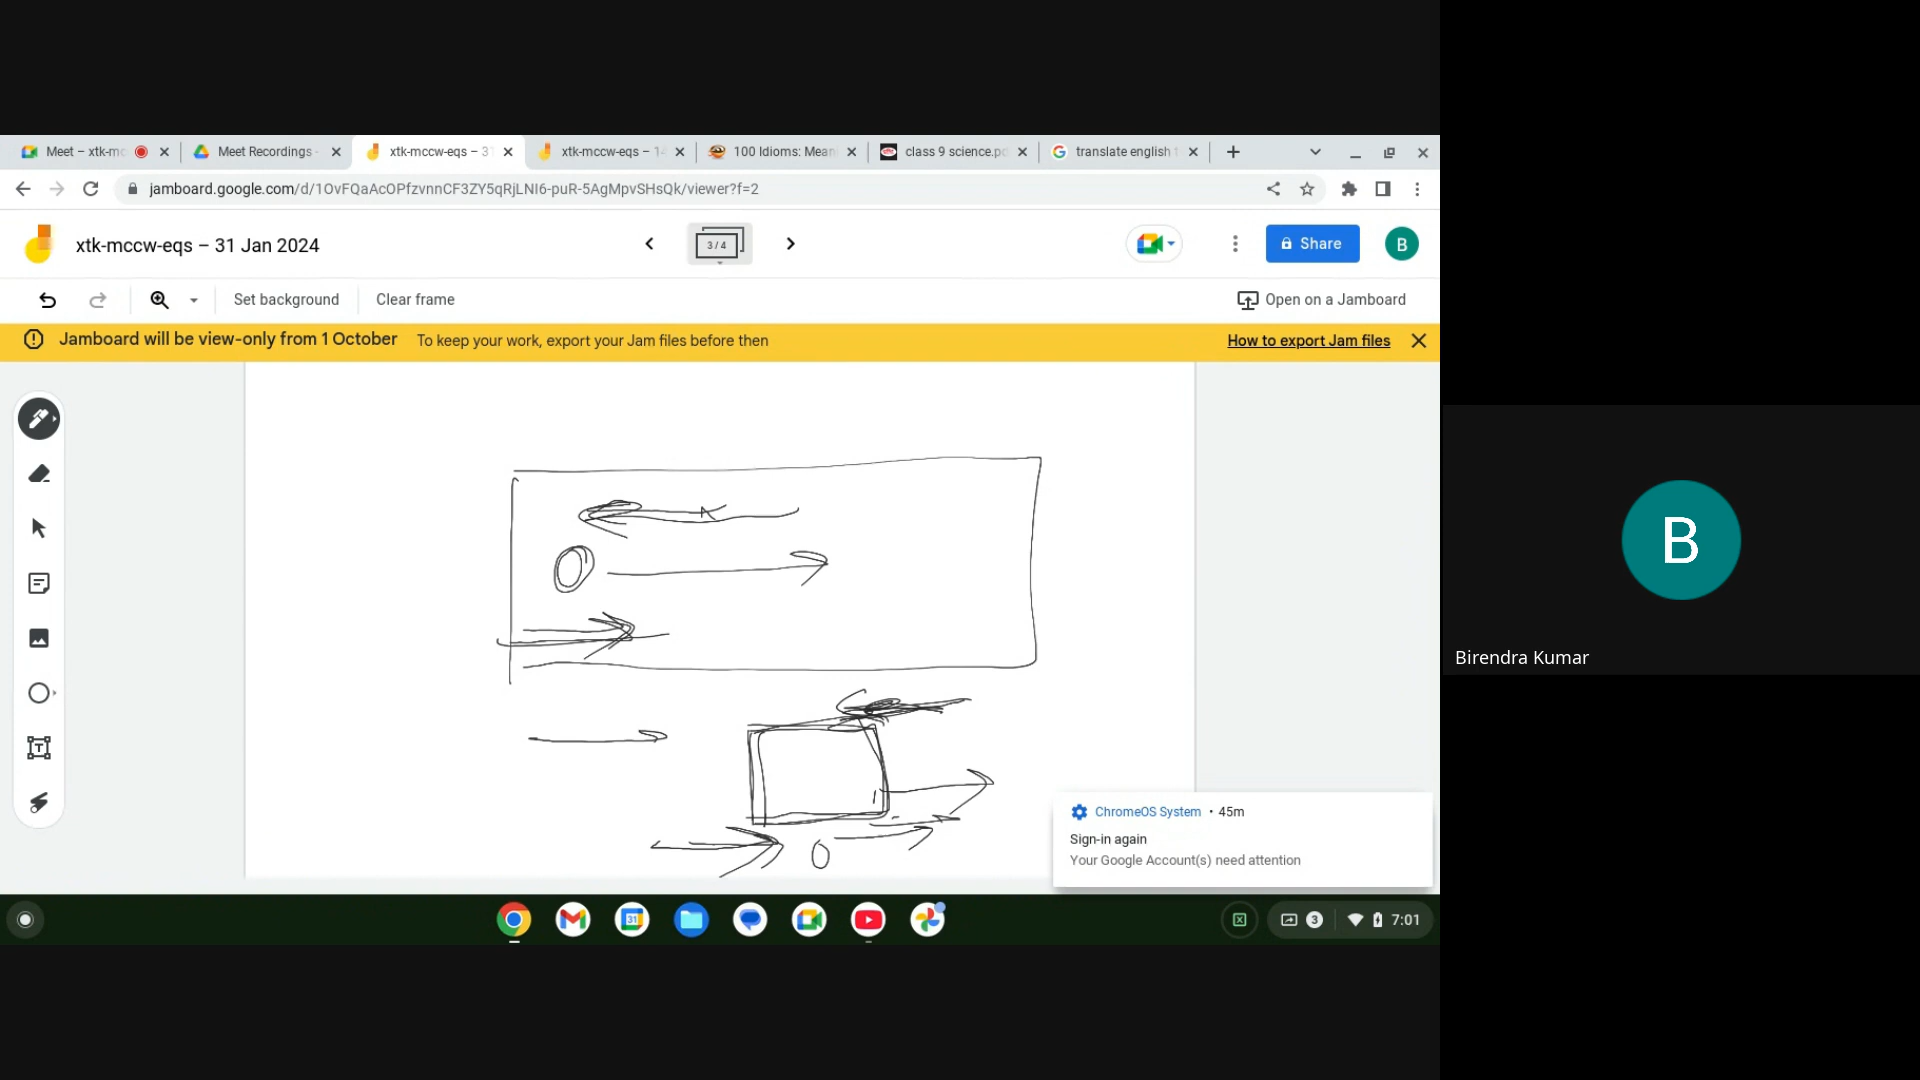 Meet – xtk-mc
Meet Recordings -
xtk-mccw-eqs – 31
xtk-mccw-eqs – 14
100 Idioms: Mean
class 9 science.pd
translate english t
jamboard.google.com/d/1OvFQaAcOPfzvnnCF3ZY5qRjLNI6-puR-5AgMpvSHsQk/viewer?f=2
xtk-mccw-eqs – 31 Jan 2024
3 / 4
Share
B
Set background
Clear frame
Open on a Jamboard
Jamboard will be view-only from 1 October To keep your work, export your Jam files before then
How to export Jam files
B
Birendra Kumar
ChromeOS System • 45m
Sign-in again
Your Google Account(s) need attention
31
3
7:01